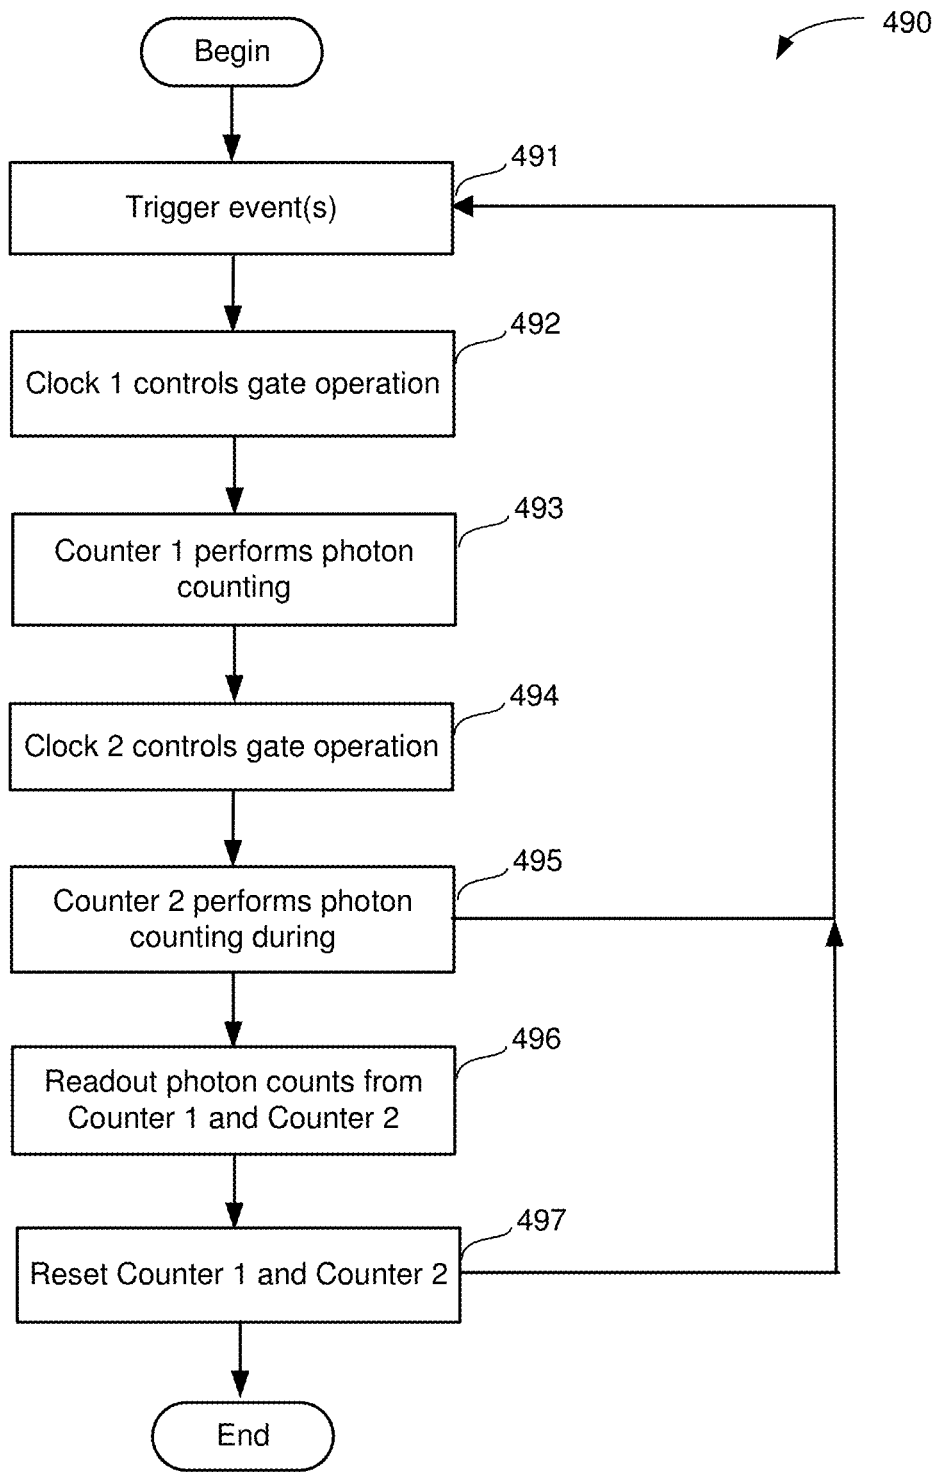 490
Begin
491
Trigger event(s)
492
Clock 1 controls gate operation
493
Counter 1 performs photon
counting
494
Clock 2 controls gate operation
495
Counter 2 performs photon
counting during
496
Readout photon counts from
Counter 1 and Counter 2
497
Reset Counter 1 and Counter 2
End